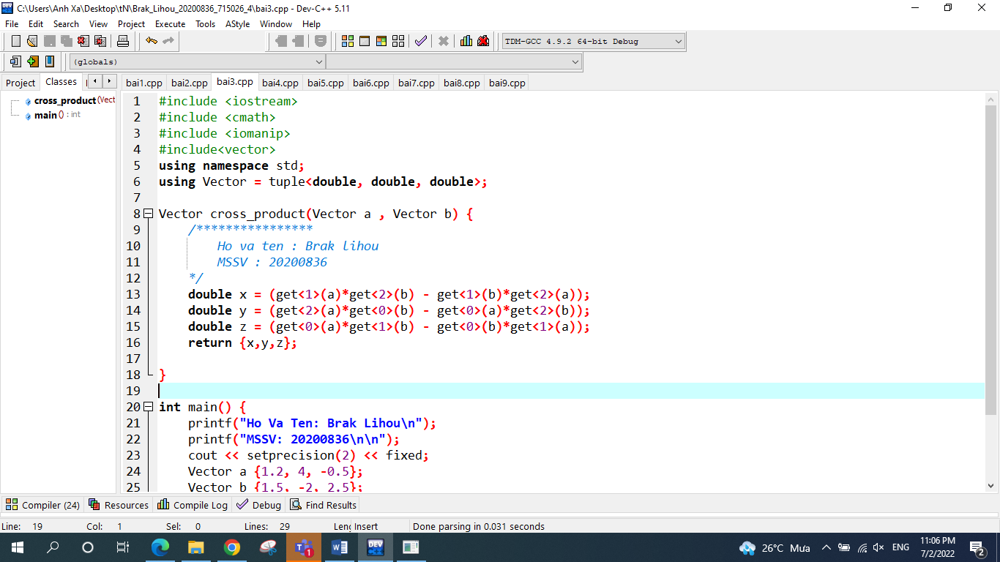 C:\Users\Anh Xa\Desktop\tN\Brak_Lihou_20200836_715026_4\bai3.cpp - Dev-C++ 5.11
File Edit Search View Project Execute Tools AStyle Window Help
TDM-GCC 4.9.2 64-bit Debug
(globals)
Project Classes bai1.cpp bai2.cpp bai3.cpp bai4.cpp bai5.cpp bai6.cpp bai7.cpp bai8.cpp bai9.cpp
cross_product (Vect
main () : int
1 #include <iostream>
2 #include <cmath>
3 #include <iomanip>
4 #include<vector>
5 using namespace std;
6 using Vector = tuple<double, double, double>;
7
8 Vector cross_product(Vector a , Vector b) {
9 /****************
10 Ho va ten : Brak lihou
11 MSSV : 20200836
12 */
13 double x = (get<1>(a)*get<2>(b) - get<1>(b)*get<2>(a));
14 double y = (get<2>(a)*get<0>(b) - get<0>(a)*get<2>(b));
15 double z = (get<0>(a)*get<1>(b) - get<0>(b)*get<1>(a));
16 return {x,y,z};
17
18 }
19
20 int main() {
21 printf("Ho Va Ten: Brak Lihou\n");
22 printf("MSSV: 20200836\n\n");
23 cout << setprecision(2) << fixed;
24 Vector a {1.2, 4, -0.5};
25 Vector b {1.5, -2, 2.5};
Compiler (24) Resources Compile Log Debug Find Results
Line: 19 Col: 1 Sel: 0 Lines: 29 Leng Insert Done parsing in 0.031 seconds
26°C Mưa ENG 11:06 PM
7/2/2022